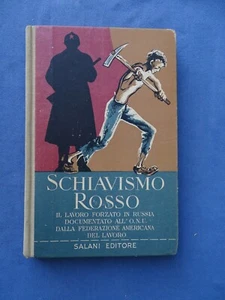 SCHIAVISMO
ROSSO
IL LAVORO FORZATO IN RUSSIA
DOCUMENTATO ALL'O.N.U.
DALLA FEDERAZIONE AMERICANA
DEL LAVORO
SALANI EDITORE